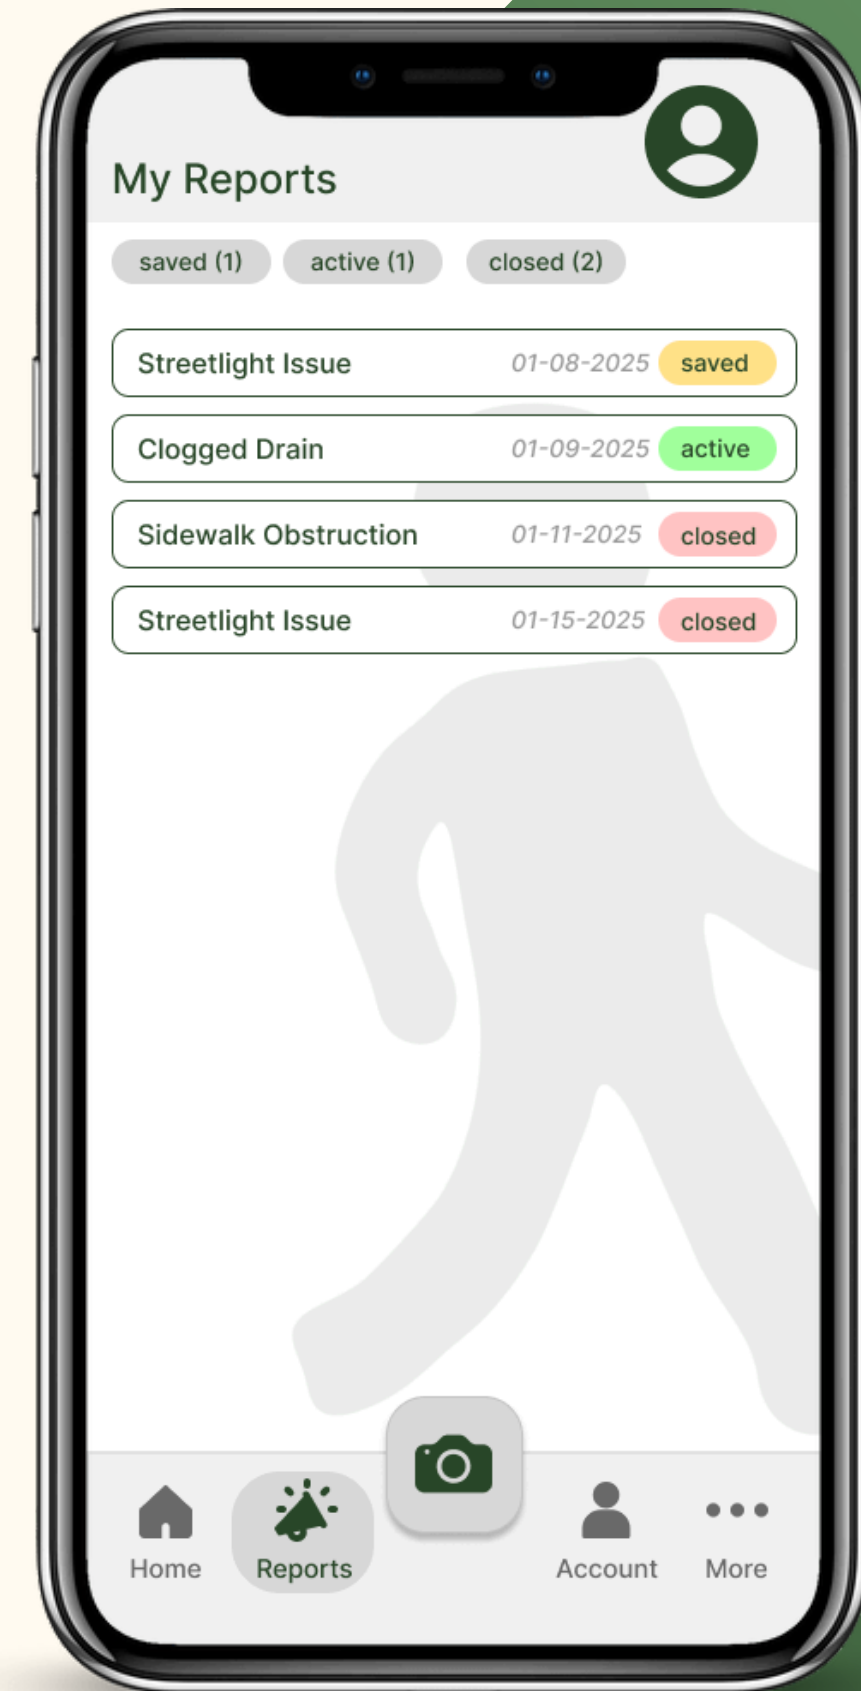 My Reports
saved (1) active (1) closed (2)
Streetlight Issue 01-08-2025 saved
Clogged Drain 01-09-2025 active
Sidewalk Obstruction 01-11-2025 closed
Streetlight Issue 01-15-2025 closed
Home Reports Account More